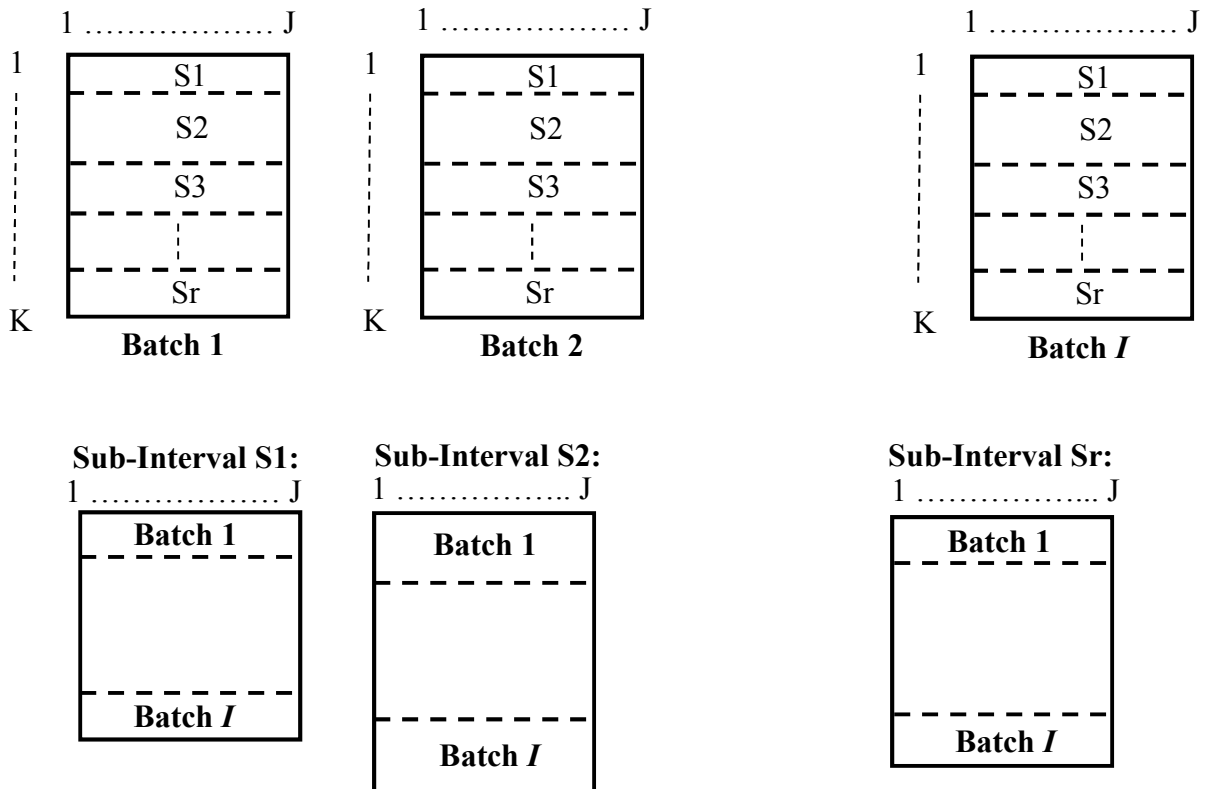 1 ……………… J
1 ……………… J
1 ……………… J
1
S1
S2
S3
Sr
K
Batch 1
1
S1
S2
S3
Sr
K
Batch 2
1
S1
S2
S3
Sr
K
Batch I
Sub-Interval S1:
1 ……………… J
Batch 1
Batch I
Sub-Interval S2:
1 …………….. J
Batch 1
Batch I
Sub-Interval Sr:
1 ……………... J
Batch 1
Batch I